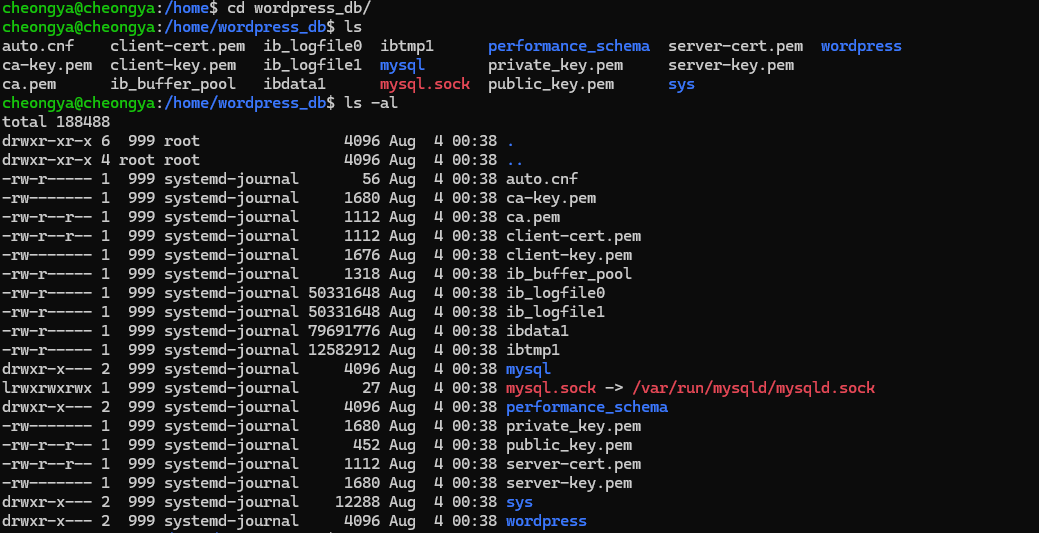 cheongya@cheongya:/home$ cd wordpress_db/
cheongya@cheongya:/home/wordpress_db$ ls
auto.cnf    client-cert.pem  ib_logfile0  ibtmp1      performance_schema  server-cert.pem  wordpress
ca-key.pem  client-key.pem   ib_logfile1  mysql       private_key.pem     server-key.pem
ca.pem      ib_buffer_pool   ibdata1      mysql.sock  public_key.pem      sys
cheongya@cheongya:/home/wordpress_db$ ls -al
total 188488
drwxr-xr-x 6  999 root                4096 Aug  4 00:38 .
drwxr-xr-x 4 root root                4096 Aug  4 00:38 ..
-rw-r----- 1  999 systemd-journal       56 Aug  4 00:38 auto.cnf
-rw------- 1  999 systemd-journal     1680 Aug  4 00:38 ca-key.pem
-rw-r--r-- 1  999 systemd-journal     1112 Aug  4 00:38 ca.pem
-rw-r--r-- 1  999 systemd-journal     1112 Aug  4 00:38 client-cert.pem
-rw------- 1  999 systemd-journal     1676 Aug  4 00:38 client-key.pem
-rw-r----- 1  999 systemd-journal     1318 Aug  4 00:38 ib_buffer_pool
-rw-r----- 1  999 systemd-journal 50331648 Aug  4 00:38 ib_logfile0
-rw-r----- 1  999 systemd-journal 50331648 Aug  4 00:38 ib_logfile1
-rw-r----- 1  999 systemd-journal 79691776 Aug  4 00:38 ibdata1
-rw-r----- 1  999 systemd-journal 12582912 Aug  4 00:38 ibtmp1
drwxr-x--- 2  999 systemd-journal     4096 Aug  4 00:38 mysql
lrwxrwxrwx 1  999 systemd-journal       27 Aug  4 00:38 mysql.sock -> /var/run/mysqld/mysqld.sock
drwxr-x--- 2  999 systemd-journal     4096 Aug  4 00:38 performance_schema
-rw------- 1  999 systemd-journal     1680 Aug  4 00:38 private_key.pem
-rw-r--r-- 1  999 systemd-journal      452 Aug  4 00:38 public_key.pem
-rw-r--r-- 1  999 systemd-journal     1112 Aug  4 00:38 server-cert.pem
-rw------- 1  999 systemd-journal     1680 Aug  4 00:38 server-key.pem
drwxr-x--- 2  999 systemd-journal    12288 Aug  4 00:38 sys
drwxr-x--- 2  999 systemd-journal     4096 Aug  4 00:38 wordpress